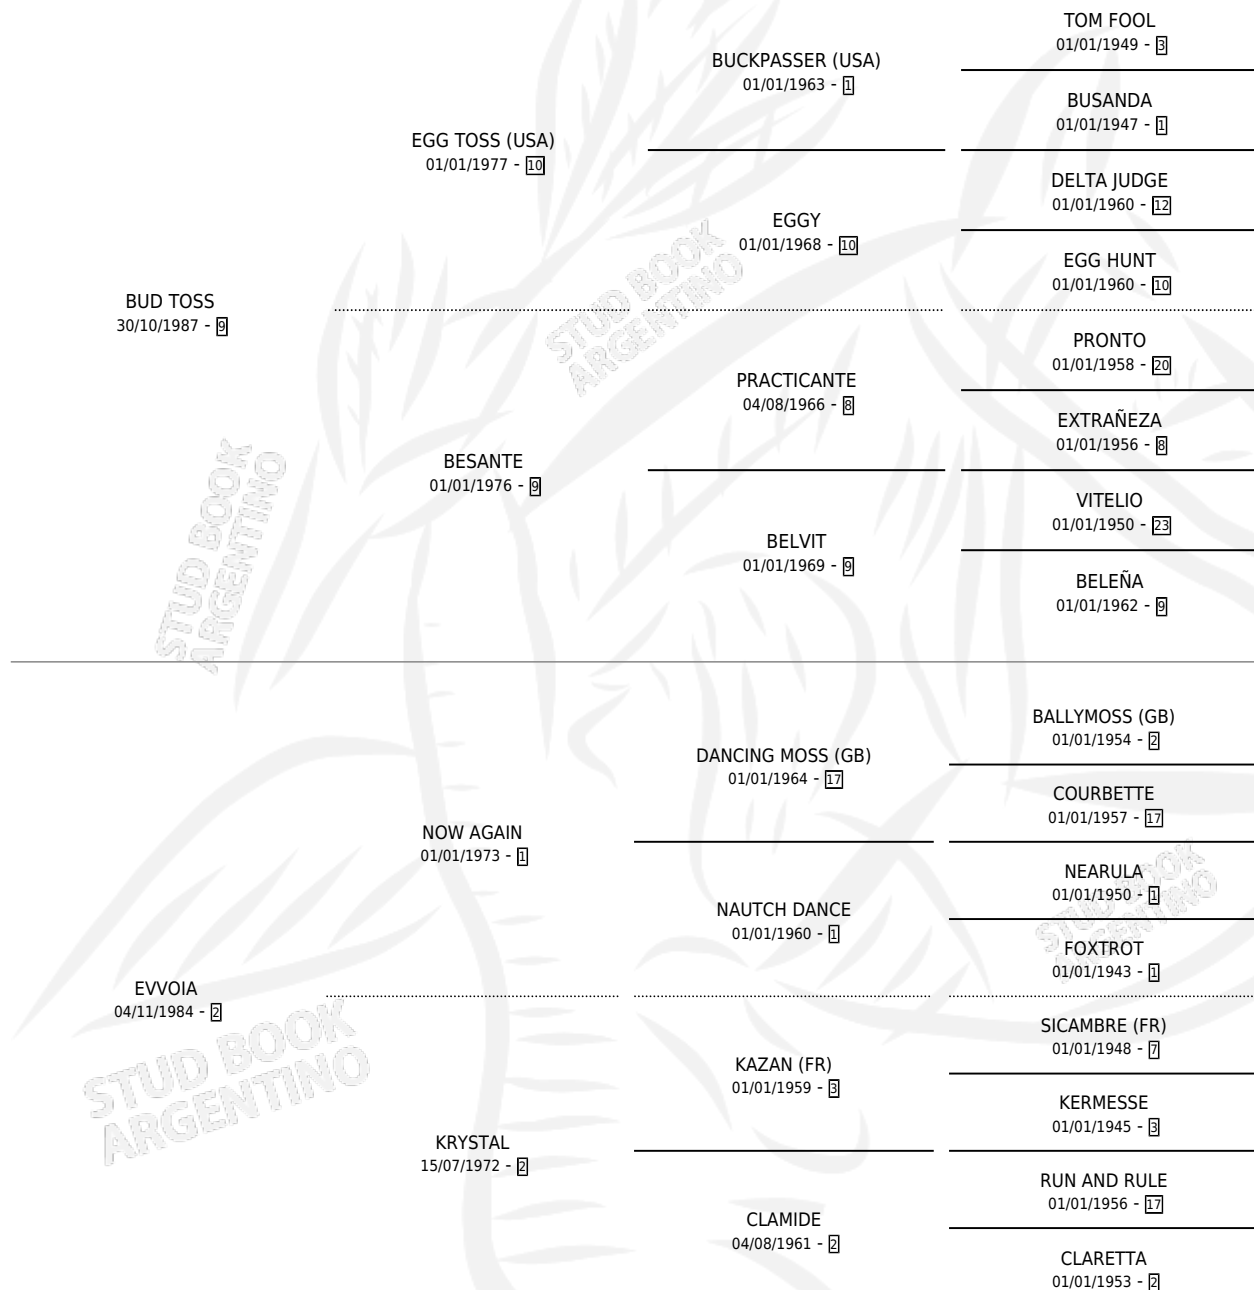 TOM FOOL
01/01/1949 - 3
BUCKPASSER (USA)
01/01/1963 - 1
BUSANDA
01/01/1947 - 1
EGG TOSS (USA)
01/01/1977 - 10
DELTA JUDGE
01/01/1960 - 12
EGGY
01/01/1968 - 10
EGG HUNT
01/01/1960 - 10
BUD TOSS
30/10/1987 - 9
PRONTO
01/01/1958 - 20
PRACTICANTE
04/08/1966 - 8
EXTRAÑEZA
01/01/1956 - 8
BESANTE
01/01/1976 - 9
VITELIO
01/01/1950 - 23
BELVIT
01/01/1969 - 9
BELEÑA
01/01/1962 - 9
BALLYMOSS (GB)
01/01/1954 - 2
DANCING MOSS (GB)
01/01/1964 - 17
COURBETTE
01/01/1957 - 17
NOW AGAIN
01/01/1973 - 1
NEARULA
01/01/1950 - 1
NAUTCH DANCE
01/01/1960 - 1
FOXTROT
01/01/1943 - 1
EVVOIA
04/11/1984 - 2
SICAMBRE (FR)
01/01/1948 - 7
KAZAN (FR)
01/01/1959 - 3
KERMESSE
01/01/1945 - 3
KRYSTAL
15/07/1972 - 2
RUN AND RULE
01/01/1956 - 17
CLAMIDE
04/08/1961 - 2
CLARETTA
01/01/1953 - 2
STUD BOOK
ARGENTINO
STUD BOOK
ARGENTINO
STUD BOOK
ARGENTINO
STUD BOOK
ARGENTINO